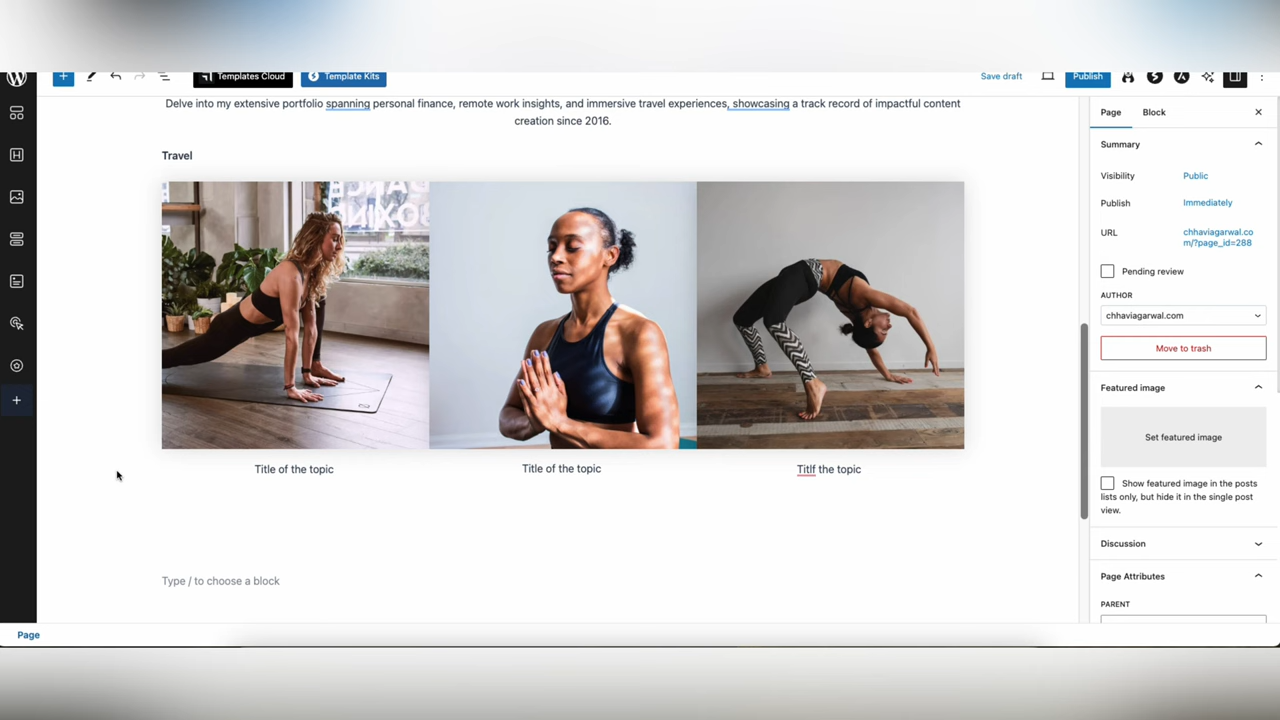 Templates Cloud
Template Kits
Save draft
Publish
Delve into my extensive portfolio spanning personal finance, remote work insights, and immersive travel experiences, showcasing a track record of impactful content
creation since 2016.
Travel
Title of the topic
Title of the topic
Titlf the topic
Type / to choose a block
Page
Page
Block
Summary
Visibility
Public
Publish
Immediately
URL
chhaviagarwal.co
m/?page_id=288
Pending review
AUTHOR
chhaviagarwal.com
Move to trash
Featured image
Set featured image
Show featured image in the posts
lists only, but hide it in the single post
view.
Discussion
Page Attributes
PARENT